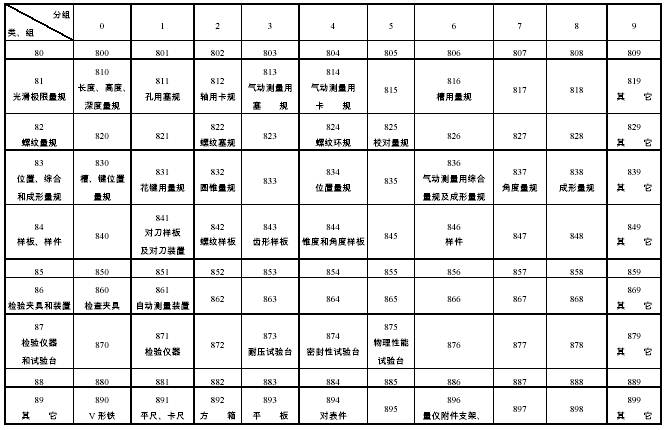 分组
类、组
0 1 2 3 4 5 6 7 8 9
80 800 801 802 803 804 805 806 807 808 809
81 光滑极限量规
810 长度、高度、深度量规
811 孔用塞规
812 轴用卡规
813 气动测量用塞规
814 气动测量用卡规
815
816 槽用量规
817
818
819 其它
82 螺纹量规
820
821
822 螺纹塞规
823
824 螺纹环规
825 校对量规
826
827
828
829 其它
83 位置、综合和成形量规
830 槽、键位置量规
831 花键用量规
832 圆锥量规
833
834 位置量规
835
836 气动测量用综合量规及成形量规
837 角度量规
838 成形量规
839 其它
84 样板、样件
840
841 对刀样板及对刀装置
842 螺纹样板
843 齿形样板
844 锥度和角度样板
845
846 样件
847
848
849 其它
85 850 851 852 853 854 855 856 857 858 859
86 检验夹具和装置
860 检查夹具
861 自动测量装置
862
863
864
865
866
867
868
869 其它
87 检验仪器和试验台
870
871 检验仪器
872
873 耐压试验台
874 密封性试验台
875 物理性能试验台
876
877
878
879 其它
88 880 881 882 883 884 885 886 887 888 889
89 其它
890 V 形铁
891 平尺、卡尺
892 方箱
893 平板
894 对表件
895
896 量仪附件支架、
897
898
899 其它